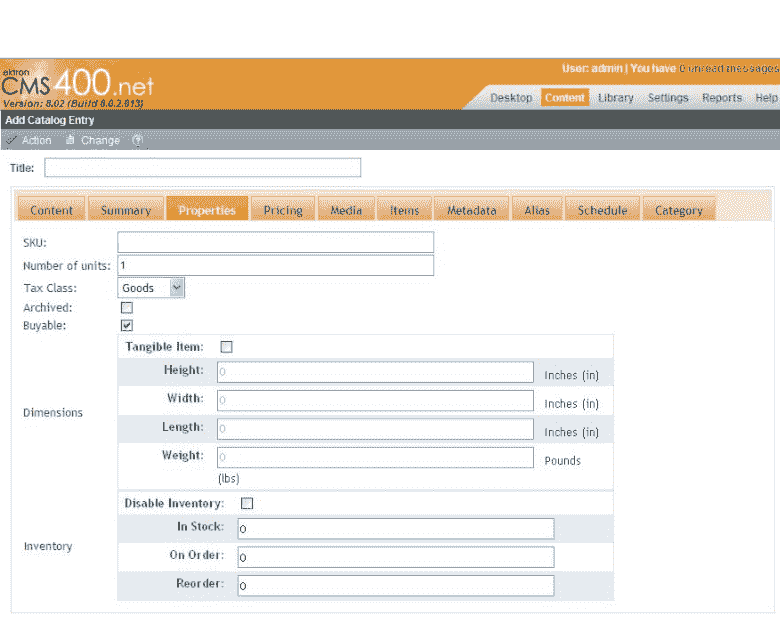 User: admin | You have 0 unread messages
ektron
CMS400.net
Version: 8.02 (Build 8.0.2.013)
Desktop Content Library Settings Reports Help
Add Catalog Entry
Action Change
Title:
Content Summary Properties Pricing Media Items Metadata Alias Schedule Category
SKU:
Number of units: 1
Tax Class: Goods
Archived:
Buyable:
Tangible Item:
Height: 0 Inches (in)
Width: 0 Inches (in)
Dimensions
Length: 0 Inches (in)
Weight: 0 Pounds
(lbs)
Disable Inventory:
In Stock: 0
Inventory
On Order: 0
Reorder: 0